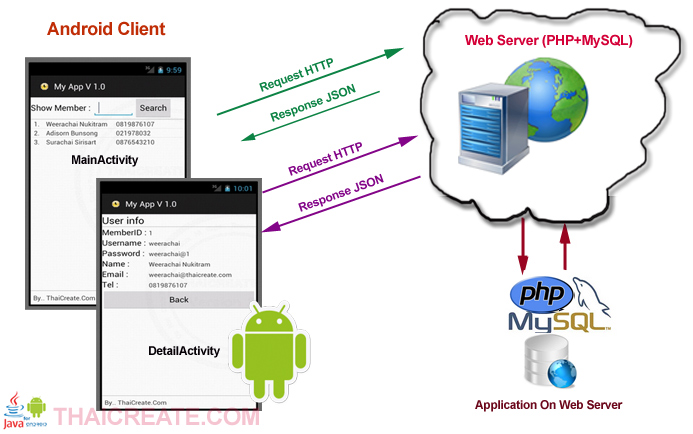 Android Client
9:59
My App V 1.0
Show Member :
Search
1. Weerachai Nukitram 0819876107
2. Adisorn Bunsong 021978032
3. Surachai Sirisart 0876543210
MainActivity
By.. ThaiCreate.Com
10:01
My App V 1.0
User info
MemberID : 1
Username : weerachai
Password : weerachai@1
Name : Weerachai Nukitram
Email : weerachai@thaicreate.com
Tel : 0819876107
Back
DetailActivity
By.. ThaiCreate.Com
Request HTTP
Response JSON
Request HTTP
Response JSON
Web Server (PHP+MySQL)
php
MySQL
TM
Application On Web Server
Java
for
ANDROID
THAICREATE.COM